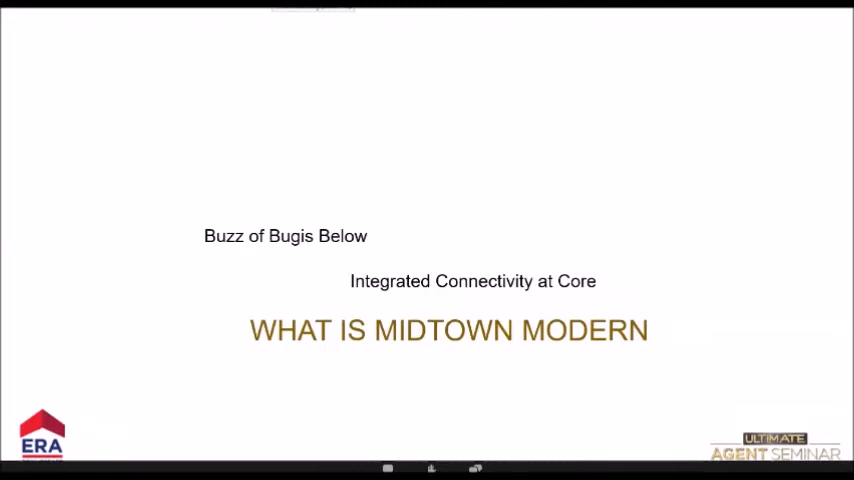 Buzz of Bugis Below
Integrated Connectivity at Core
WHAT IS MIDTOWN MODERN
ERA
ULTIMATE
AGENT SEMINAR